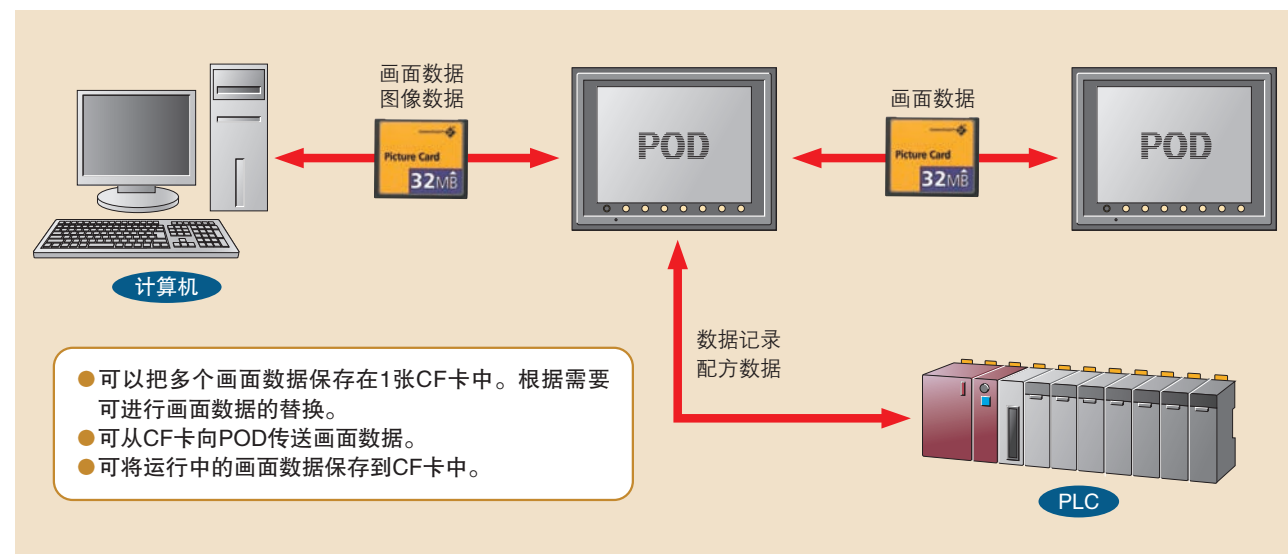 画面数据
图像数据
Picture Card
32MB
POD
画面数据
Picture Card
32MB
POD
计算机
数据记录
配方数据
●可以把多个画面数据保存在1张CF卡中。根据需要
可进行画面数据的替换。
●可从CF卡向POD传送画面数据。
●可将运行中的画面数据保存到CF卡中。
PLC